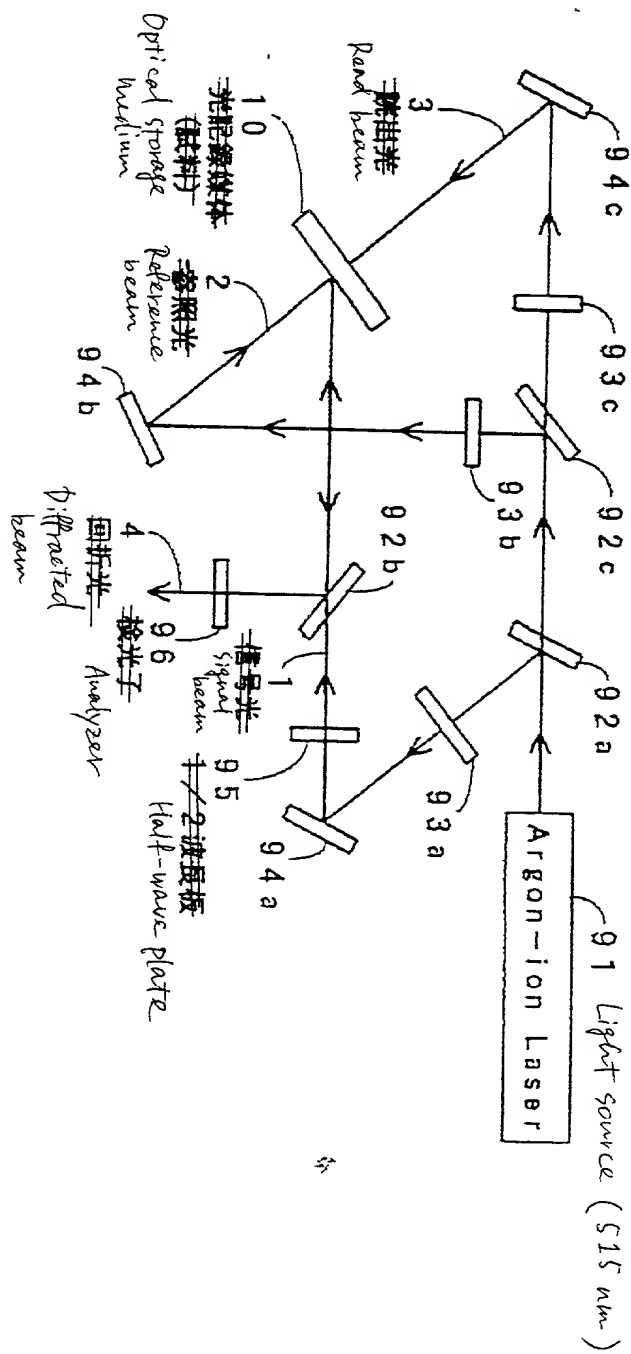 91 Light source (515 nm)
Argon-ion Laser
94c
93c
92c
92a
93b
93a
3
読出光
Read beam
92b
94a
10
光記録媒体
(試料)
Optical storage
medium
2
参照光
Reference
beam
94b
1
信号光
signal
beam
95
1/2波長板
Half-wave plate
4
回折光
Diffracted
beam
96
検光子
Analyzer